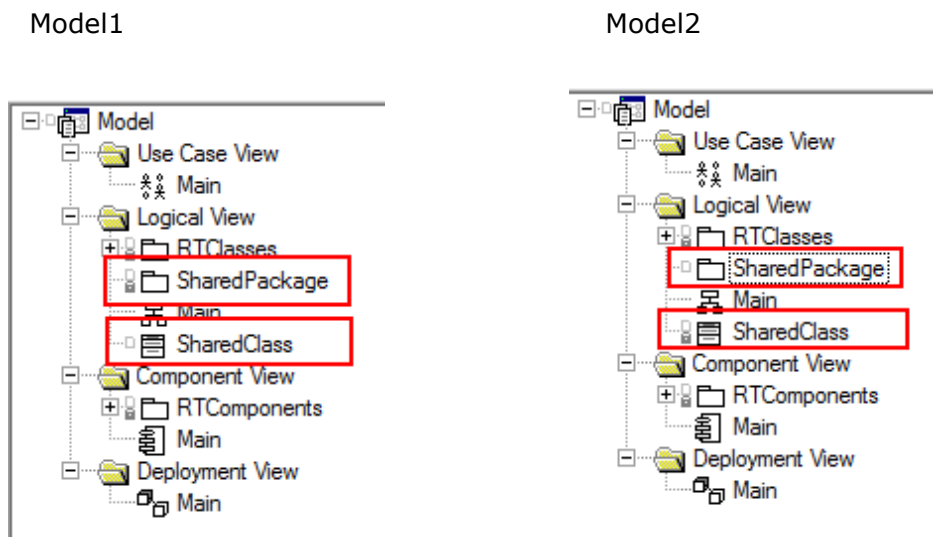 Model1
Model
Use Case View
Main
Logical View
RTClasses
SharedPackage
Main
SharedClass
Component View
RTComponents
Main
Deployment View
Main
Model2
Model
Use Case View
Main
Logical View
RTClasses
SharedPackage
Main
SharedClass
Component View
RTComponents
Main
Deployment View
Main